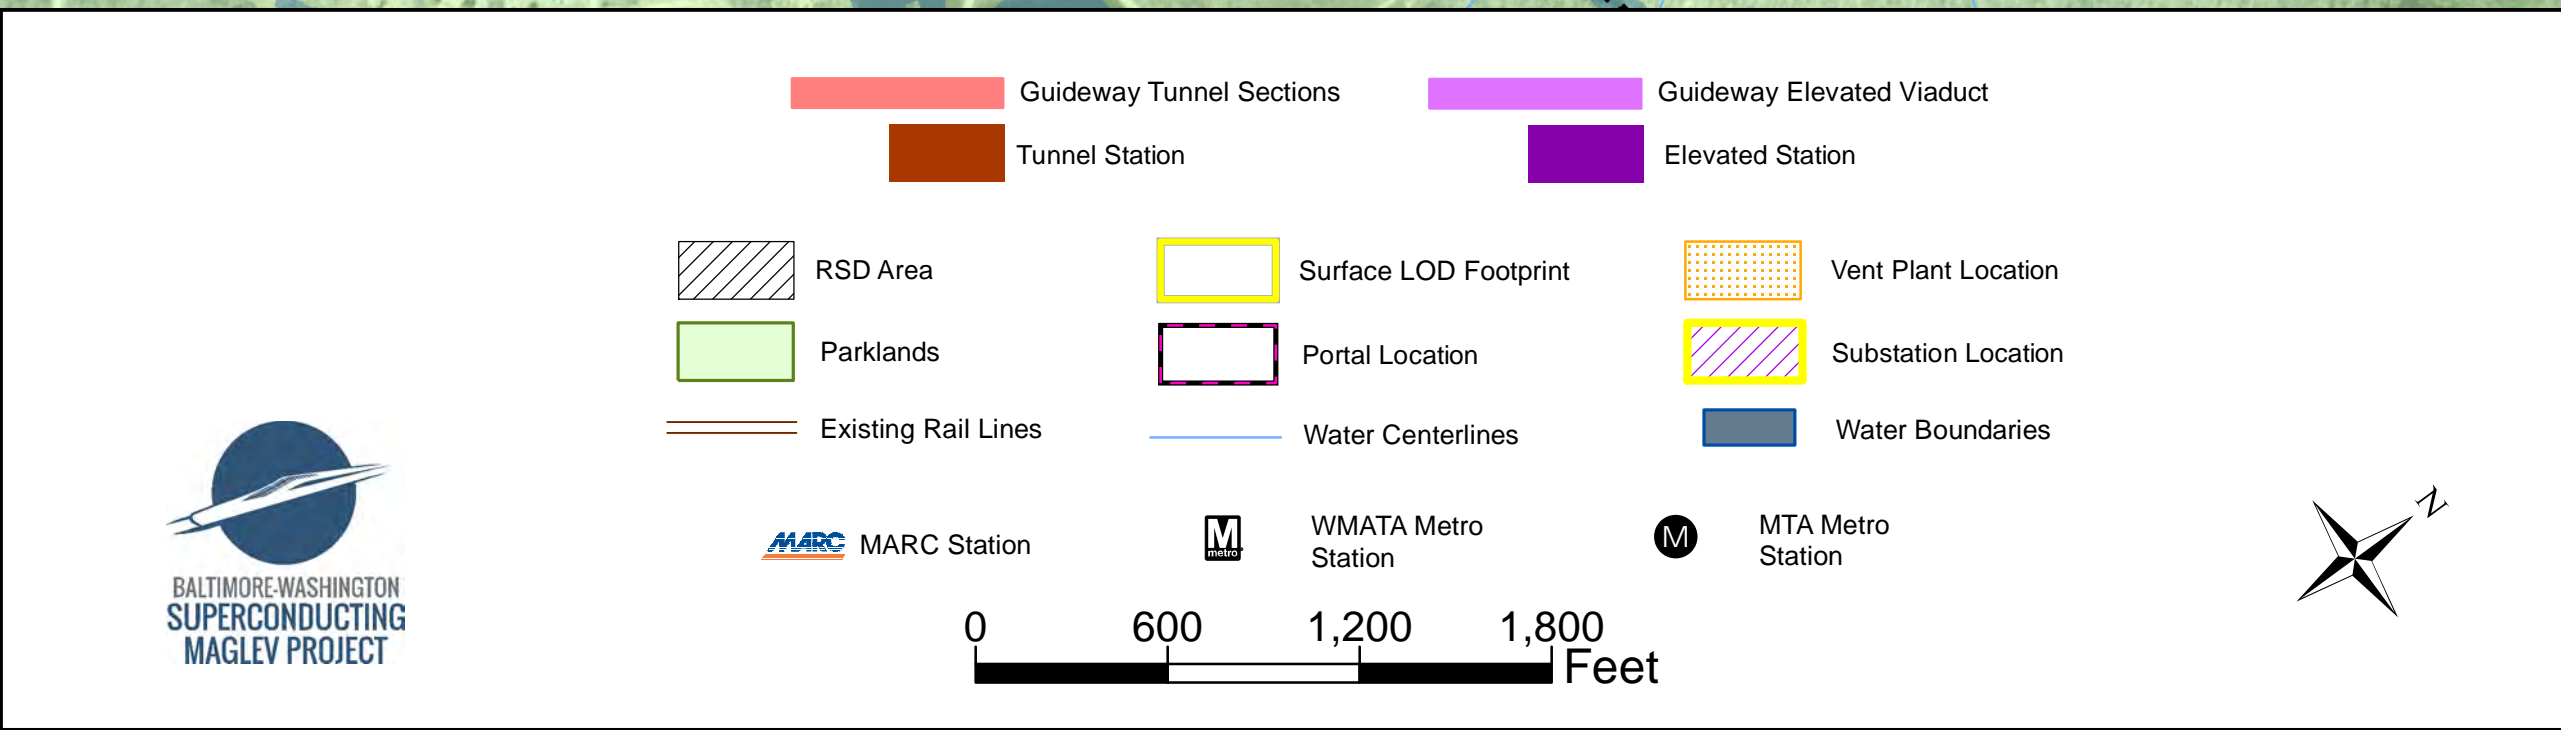 Guideway Tunnel Sections
Guideway Elevated Viaduct
Tunnel Station
Elevated Station
RSD Area
Surface LOD Footprint
Vent Plant Location
Parklands
Portal Location
Substation Location
Existing Rail Lines
Water Centerlines
Water Boundaries
N
MARC
MARC Station
M
metro
WMATA Metro
Station
M
MTA Metro
Station
BALTIMORE-WASHINGTON
SUPERCONDUCTING
MAGLEV PROJECT
0 600 1,200 1,800
Feet